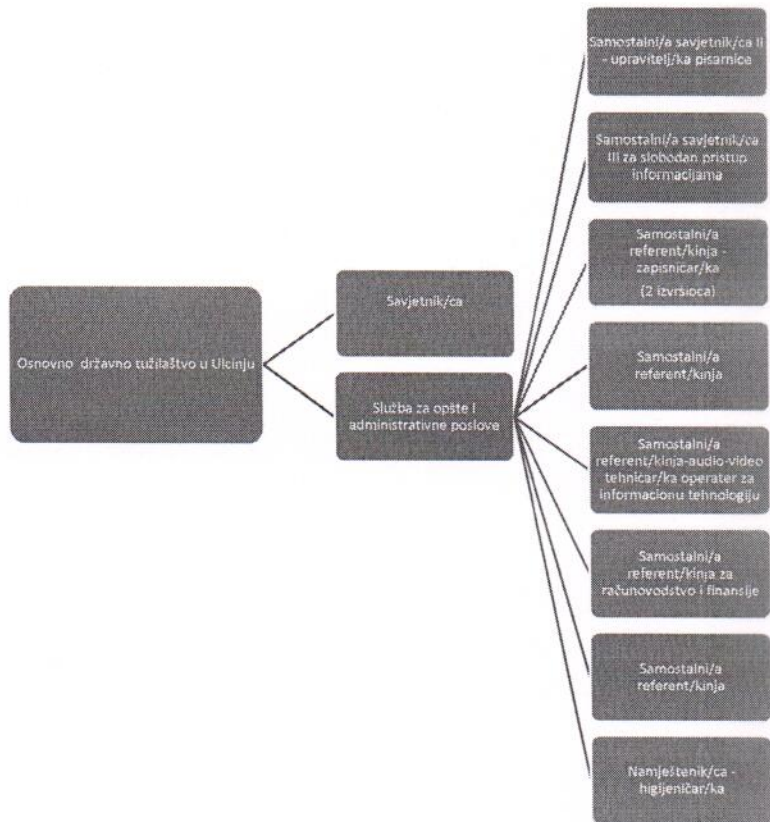 Osnovno državno tužilaštvo u Ulcinju
Savjetnik/ca
Služba za opšte i
administrativne poslove
Samostalni/a savjetnik/ca II
- upravitelj/ka pisarnice
Samostalni/a savjetnik/ca
III za slobodan pristup
informacijama
Samostalni/a
referent/kinja -
zapisničar/ka
(2 izvršioca)
Samostalni/a
referent/kinja
Samostalni/a
referent/kinja-audio-video
tehničar/ka operater za
informacionu tehnologiju
Samostalni/a
referent/kinja za
računovodstvo i finansije
Samostalni/a
referent/kinja
Namještenik/ca -
higijeničar/ka